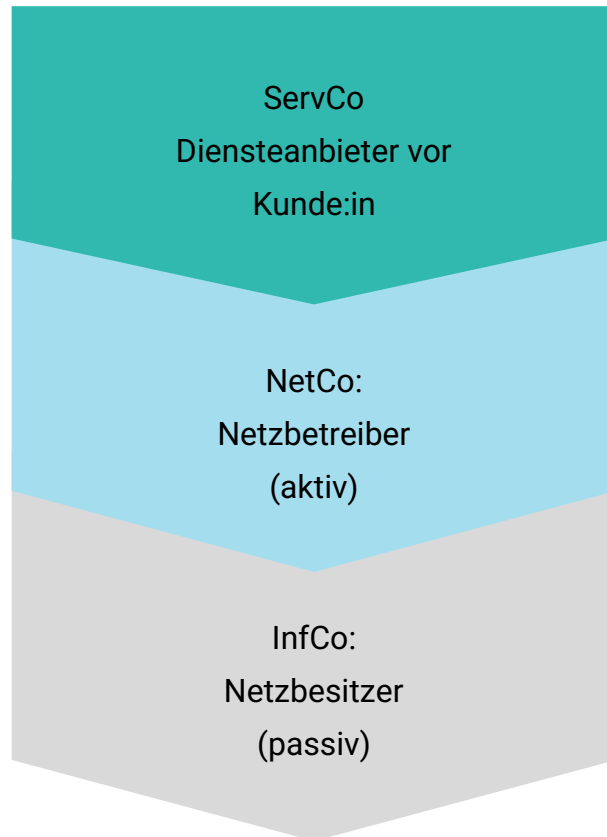 ServCo
Diensteanbieter vor
Kunde:in
NetCo:
Netzbetreiber
(aktiv)
InfCo:
Netzbesitzer
(passiv)